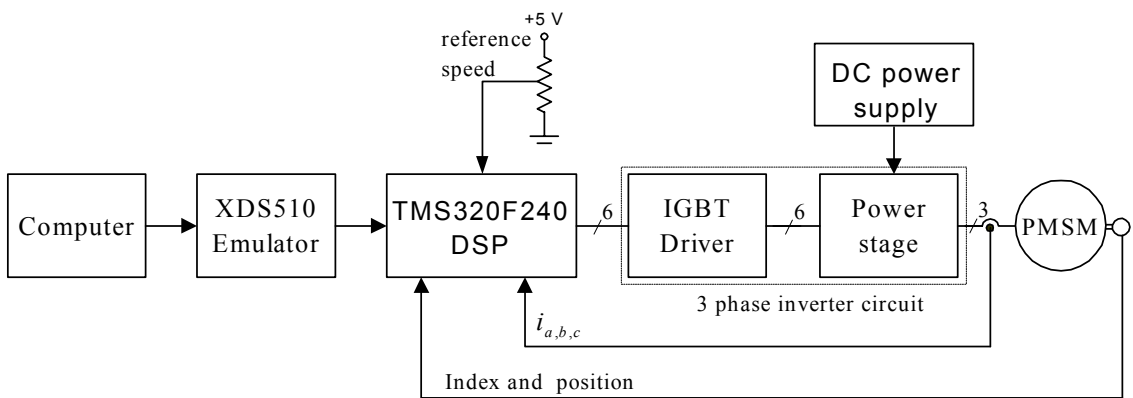 +5 V
reference
speed
DC power
supply
Computer
XDS510
Emulator
TMS320F240
DSP
6
IGBT
Driver
6
Power
stage
3
PMSM
3 phase inverter circuit
i a,b,c
Index and position